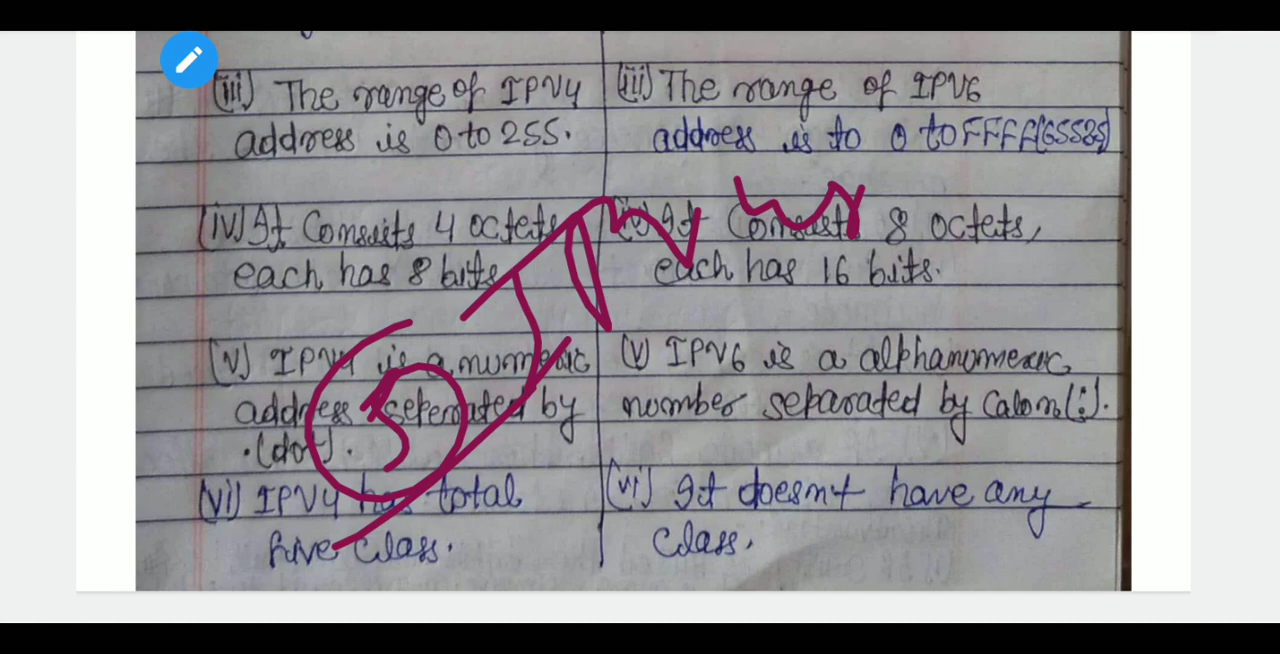 (iii) The range of IPV4
address is 0 to 255.
(iv) It Consists 4 octets
each has 8 bits
(v) IPV4 is a numeric
address seperated by
.(dot).
(vi) IPV4 has total
five Class.
(iii) The range of IPV6
address is to 0 to FFFF(65525)
(iv) It Consists 8 octets,
each has 16 bits.
(v) IPV6 is a alphanumeric
number separated by Calon(:).
(vi) It doesn't have any
Class.
5